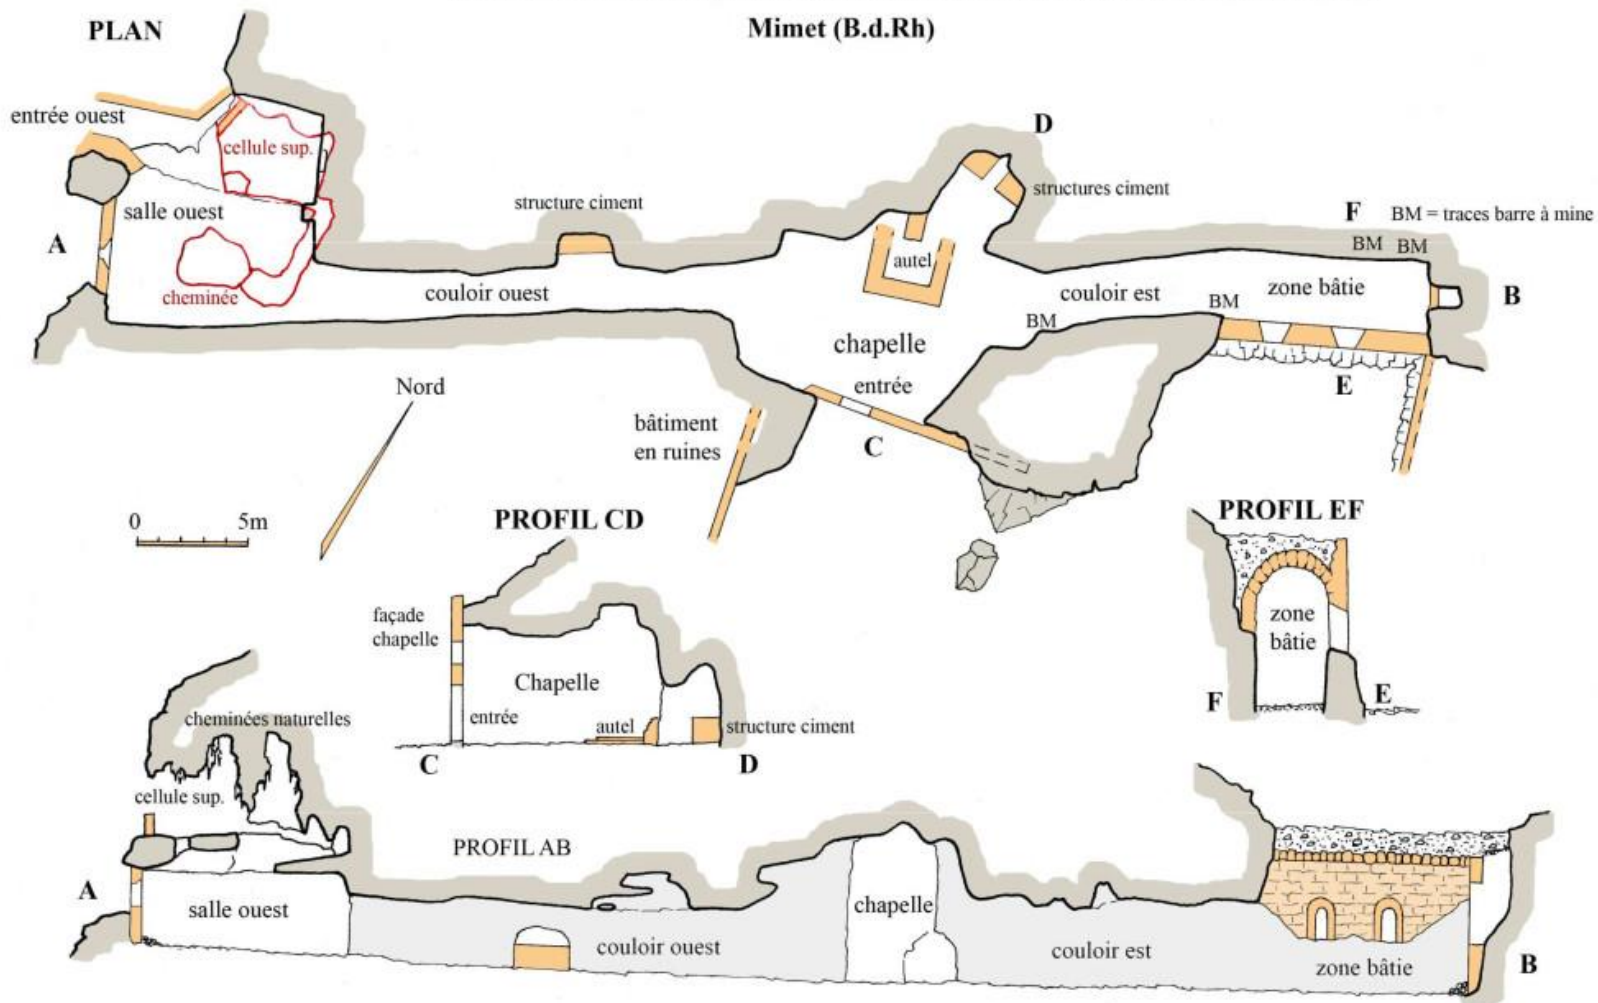 PLAN
Mimet (B.d.Rh)
entrée ouest
cellule sup.
D
structures ciment
structure ciment
salle ouest
F
BM = traces barre à mine
A
BM BM
autel
cheminée
couloir ouest
couloir est
zone bâtie
B
BM
BM
chapelle
Nord
entrée
E
bâtiment
en ruines
C
0 5m
PROFIL CD
PROFIL EF
façade
chapelle
zone
bâtie
Chapelle
entrée
autel
structure ciment
F
E
C
D
cheminées naturelles
cellule sup.
PROFIL AB
A
salle ouest
chapelle
couloir ouest
couloir est
zone bâtie
B